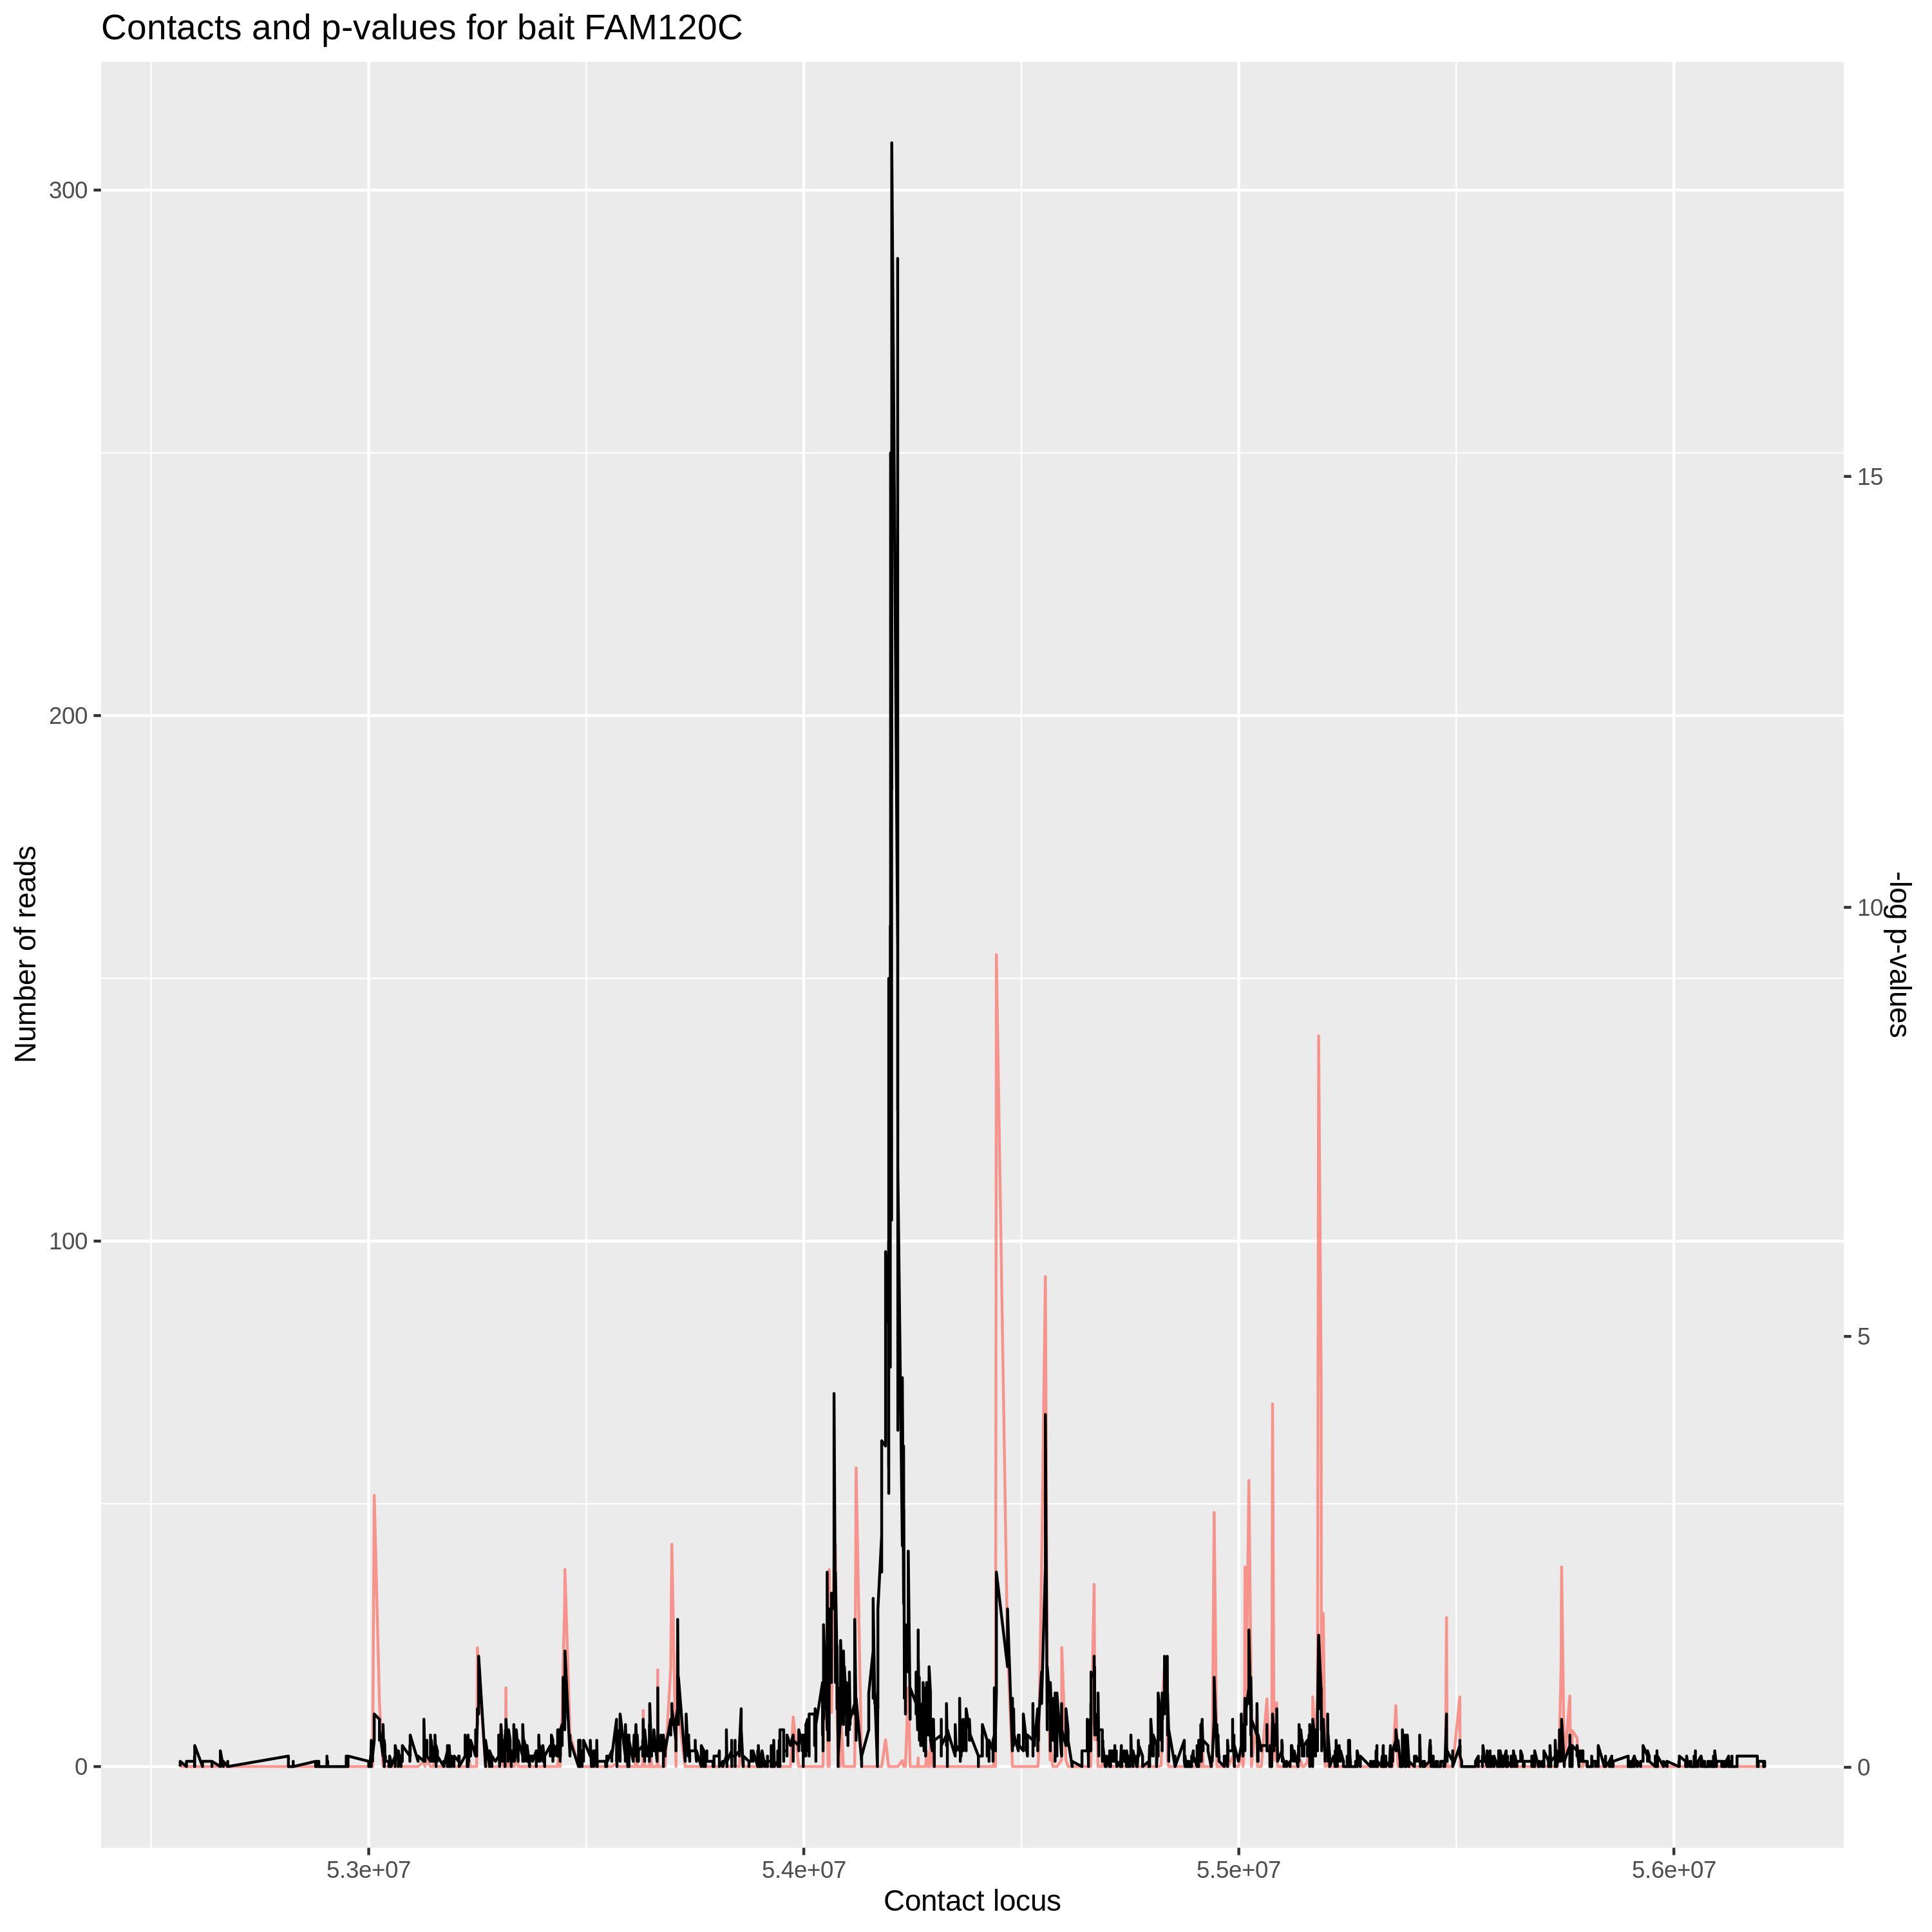 Contacts and p-values for bait FAM120C
300
200
100
0
Number of reads
15
10
5
0
-log p-values
5.3e+07
5.4e+07
5.5e+07
5.6e+07
Contact locus